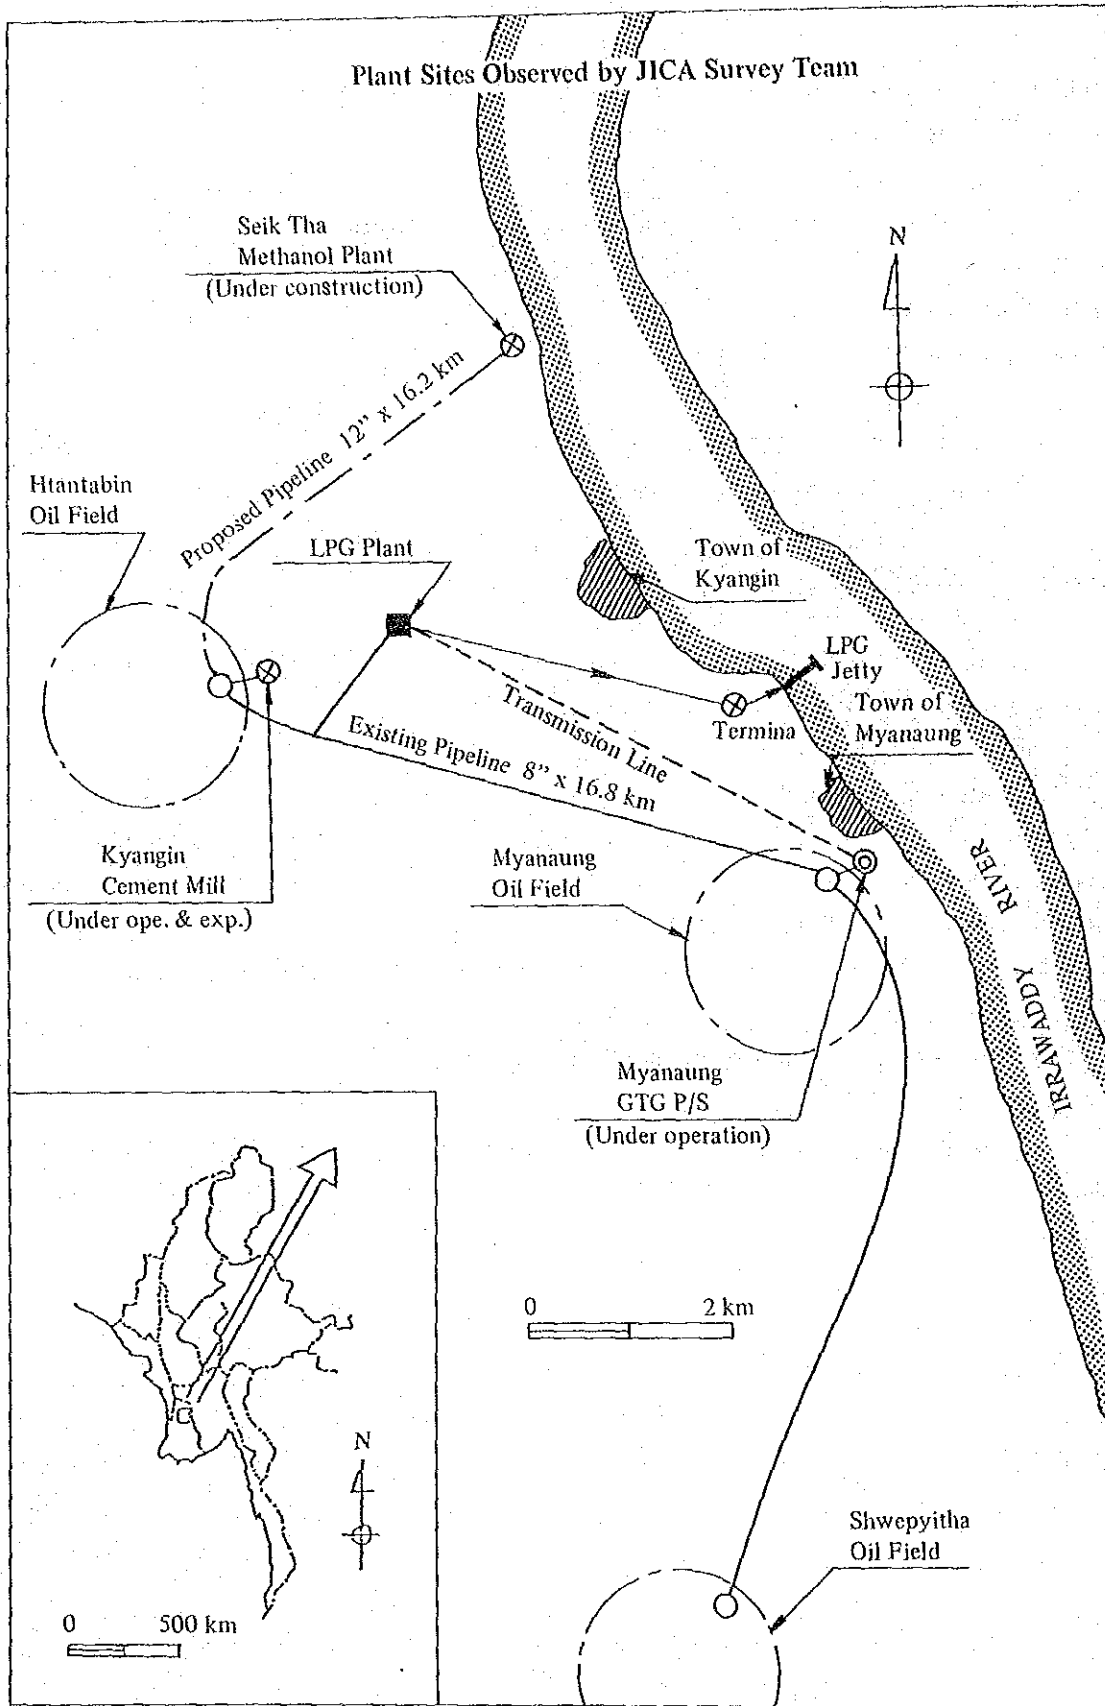 Plant Sites Observed by JICA Survey Team
Seik Tha
Methanol Plant
(Under construction)
N
Proposed Pipeline 12” x 16.2 km
Htantabin
Oil Field
LPG Plant
Town of
Kyangin
LPG
Jetty
Termina
Town of
Myanaung
Transmission Line
Existing Pipeline 8” x 16.8 km
Kyangin
Cement Mill
(Under ope. & exp.)
Myanaung
Oil Field
IRRAWADDY RIVER
Myanaung
GTG P/S
(Under operation)
0 2 km
N
0 500 km
Shwepyitha
Oil Field